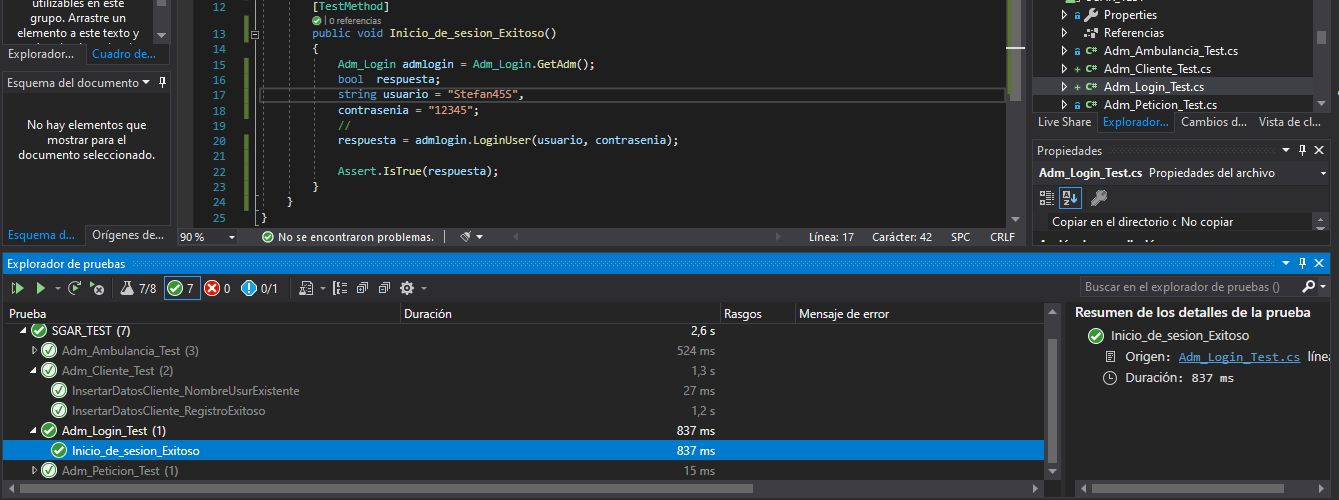 utilizables en este
grupo. Arrastre un
elemento a este texto y
Explorador...
Cuadro de...
Esquema del documento
No hay elementos que
mostrar para el
documento seleccionado.
Esquema d...
Orígenes de...
12 [TestMethod]
0 referencias
13 public void Inicio_de_sesion_Exitoso()
14 {
15 Adm_Login admlogin = Adm_Login.GetAdm();
16 bool respuesta;
17 string usuario = "Stefan45S",
18 contrasenia = "12345";
19 //
20 respuesta = admlogin.LoginUser(usuario, contrasenia);
21
22 Assert.IsTrue(respuesta);
23 }
24 }
25 }
90 %
No se encontraron problemas.
Línea: 17 Carácter: 42 SPC CRLF
Properties
Referencias
C# Adm_Ambulancia_Test.cs
C# Adm_Cliente_Test.cs
C# Adm_Login_Test.cs
C# Adm_Peticion_Test.cs
Live Share Explorador... Cambios d... Vista de cl...
Propiedades
Adm_Login_Test.cs Propiedades del archivo
Copiar en el directorio c No copiar
Explorador de pruebas
7/8 7 0 0/1
Buscar en el explorador de pruebas ()
Prueba Duración Rasgos Mensaje de error
SGAR_TEST (7) 2,6 s
Adm_Ambulancia_Test (3) 524 ms
Adm_Cliente_Test (2) 1,3 s
InsertarDatosCliente_NombreUsurExistente 27 ms
InsertarDatosCliente_RegistroExitoso 1,2 s
Adm_Login_Test (1) 837 ms
Inicio_de_sesion_Exitoso 837 ms
Adm_Peticion_Test (1) 15 ms
Resumen de los detalles de la prueba
Inicio_de_sesion_Exitoso
Origen: Adm_Login_Test.cs líne
Duración: 837 ms